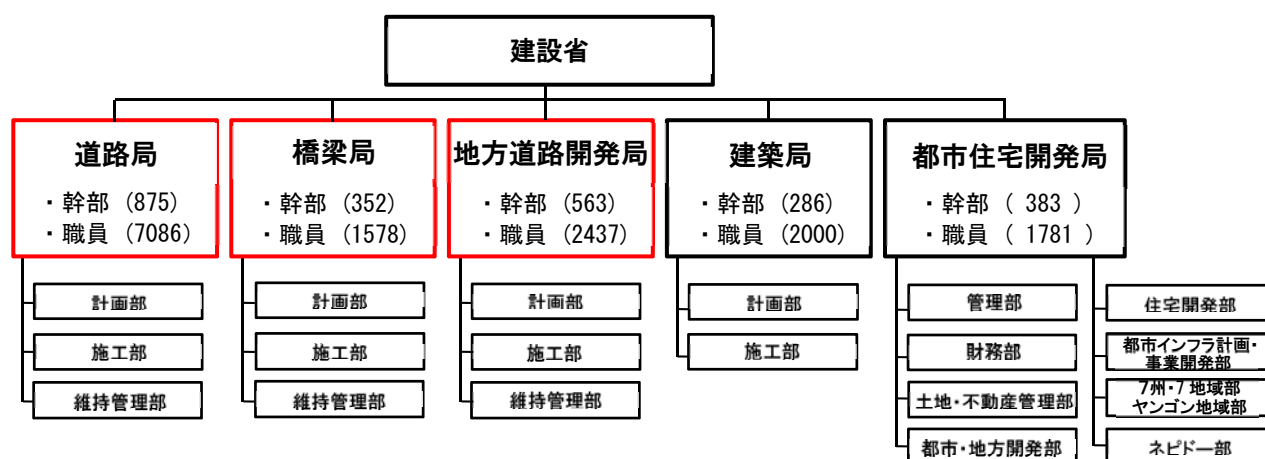 建設省
道路局
・幹部 (875)
・職員 (7086)
計画部
施工部
維持管理部
橋梁局
・幹部 (352)
・職員 (1578)
計画部
施工部
維持管理部
地方道路開発局
・幹部 (563)
・職員 (2437)
計画部
施工部
維持管理部
建築局
・幹部 (286)
・職員 (2000)
計画部
施工部
都市住宅開発局
・幹部 ( 383 )
・職員 ( 1781 )
管理部
財務部
土地・不動産管理部
都市・地方開発部
住宅開発部
都市インフラ計画・
事業開発部
7州・7地域部
ヤンゴン地域部
ネピドー部